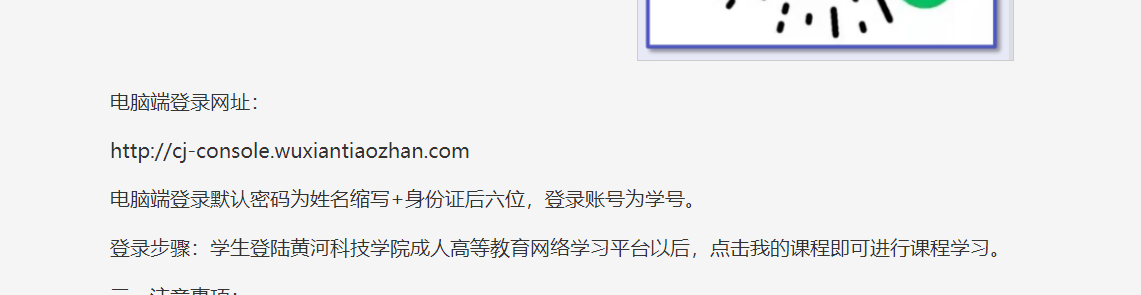 电脑端登录网址：
http://cj-console.wuxiantiaozhan.com
电脑端登录默认密码为姓名缩写+身份证后六位，登录账号为学号。
登录步骤：学生登陆黄河科技学院成人高等教育网络学习平台以后，点击我的课程即可进行课程学习。